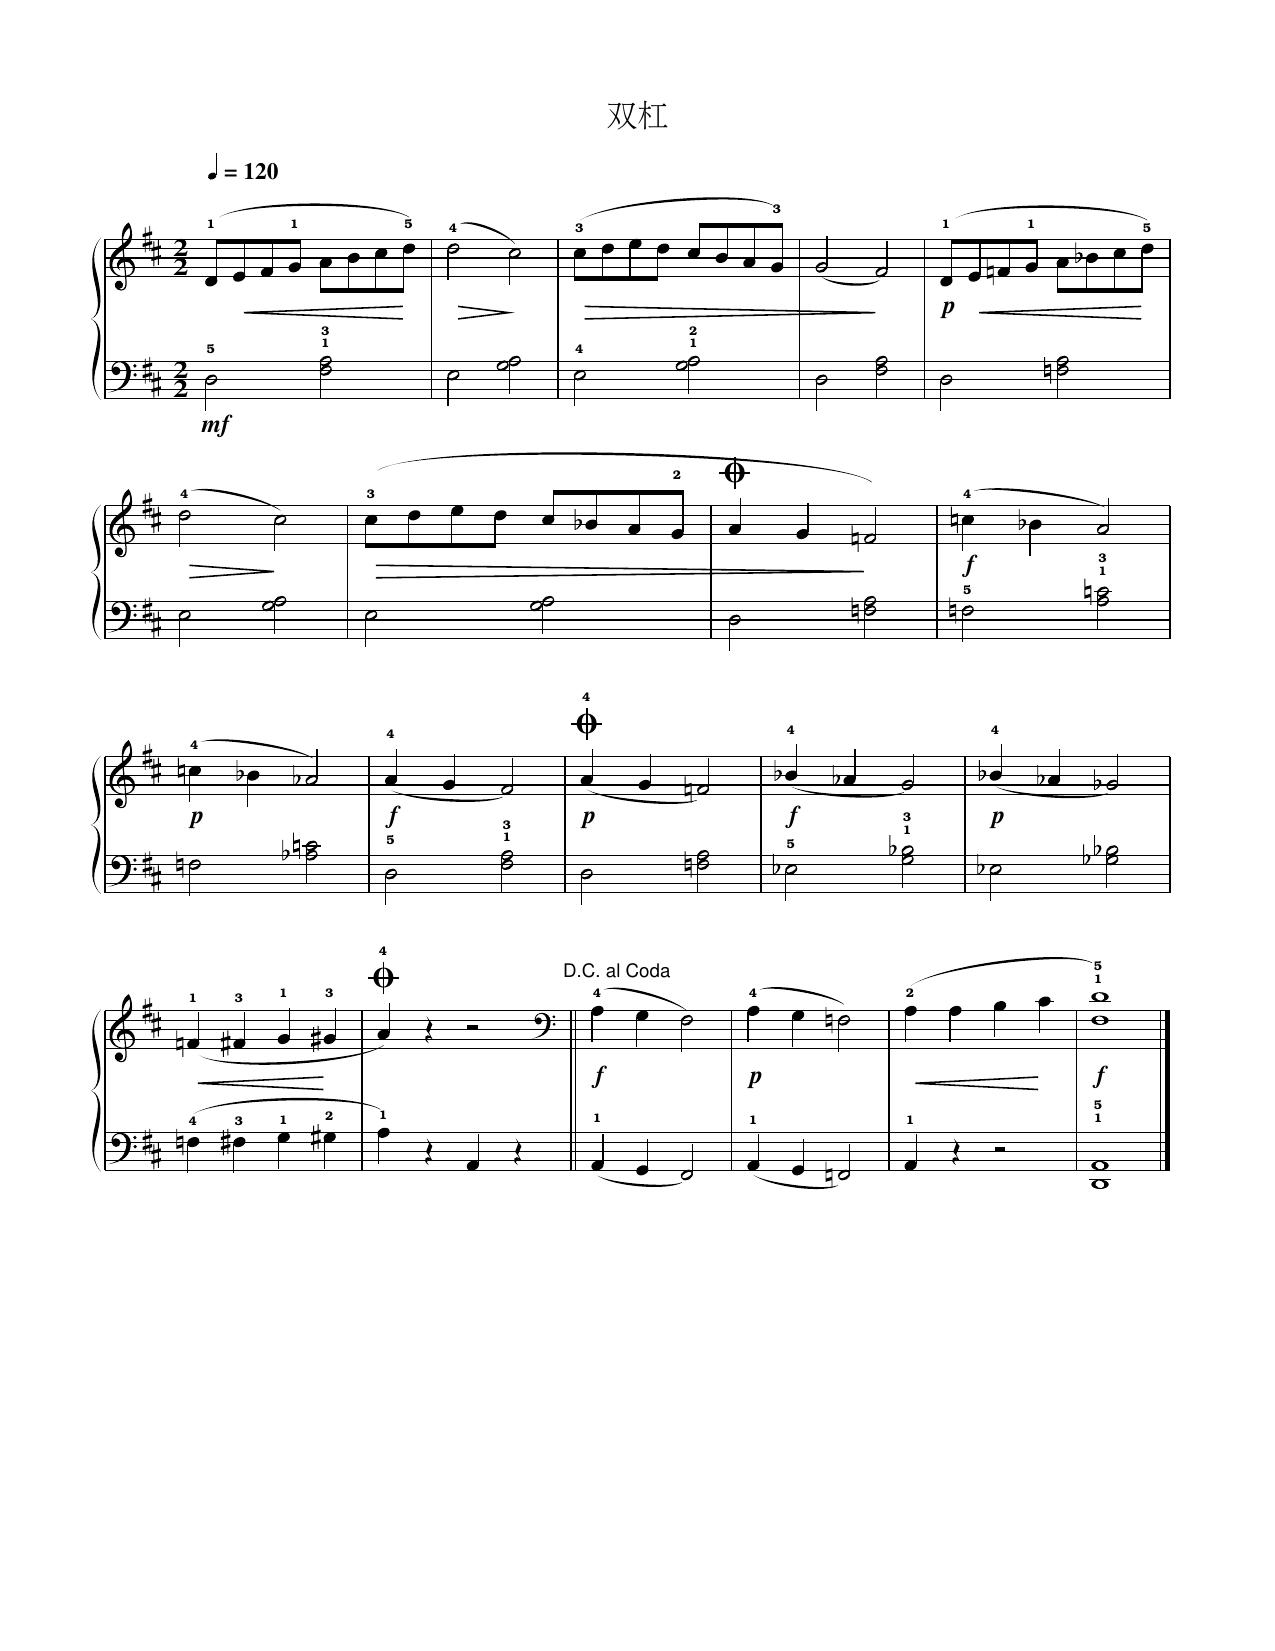 双杠
♩ = 120
1 1 5 4 3 3 1 1 5
p
5 3 1 4 2 1
mf
4 3 2 4
f
5 3 1
4 4 4 4 4
p f p f p
5 3 1 5 3 1
D.C. al Coda
1 3 1 3 4 4 4 2 5 1
f p f
4 3 1 2 1 1 1 1 5 1